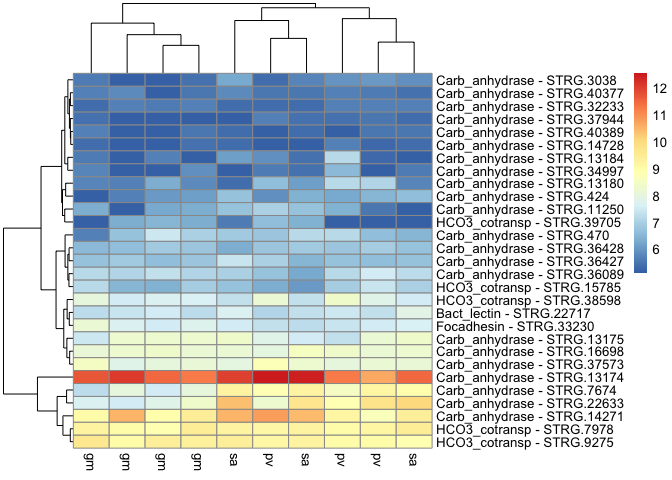 Carb_anhydrase - STRG.3038
Carb_anhydrase - STRG.40377
Carb_anhydrase - STRG.32233
Carb_anhydrase - STRG.37944
Carb_anhydrase - STRG.40389
Carb_anhydrase - STRG.14728
Carb_anhydrase - STRG.13184
Carb_anhydrase - STRG.34997
Carb_anhydrase - STRG.13180
Carb_anhydrase - STRG.424
Carb_anhydrase - STRG.11250
HCO3_cotransp - STRG.39705
Carb_anhydrase - STRG.470
Carb_anhydrase - STRG.36428
Carb_anhydrase - STRG.36427
Carb_anhydrase - STRG.36089
HCO3_cotransp - STRG.15785
HCO3_cotransp - STRG.38598
Bact_lectin - STRG.22717
Focadhesin - STRG.33230
Carb_anhydrase - STRG.13175
Carb_anhydrase - STRG.16698
Carb_anhydrase - STRG.37573
Carb_anhydrase - STRG.13174
Carb_anhydrase - STRG.7674
Carb_anhydrase - STRG.22633
Carb_anhydrase - STRG.14271
HCO3_cotransp - STRG.7978
HCO3_cotransp - STRG.9275
gm gm gm gm sa pv sa pv pv sa
12
11
10
9
8
7
6